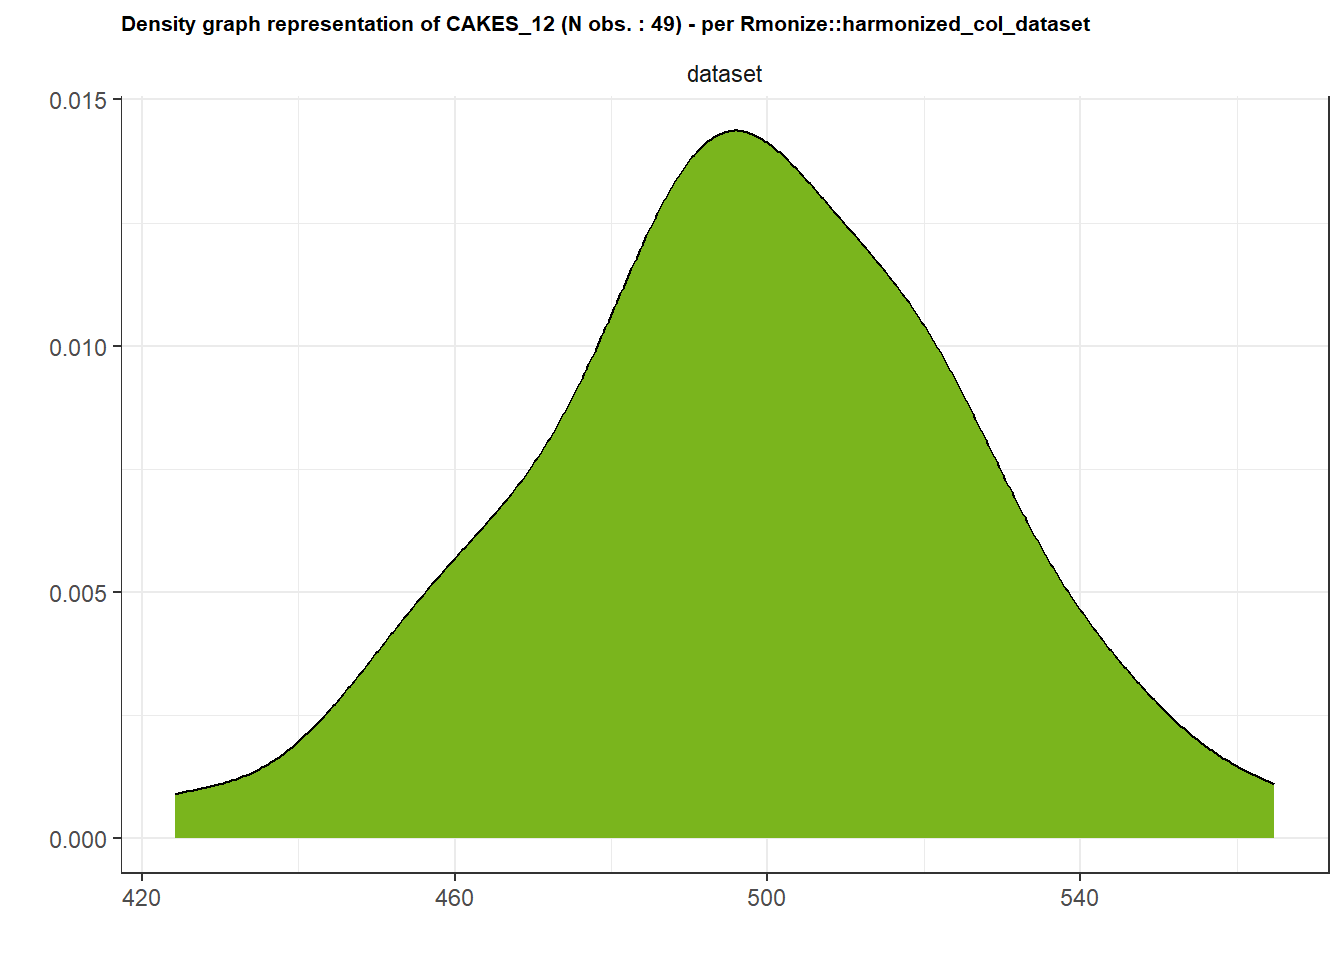 Density graph representation of CAKES_12 (N obs. : 49) - per Rmonize::harmonized_col_dataset
dataset
0.015
0.010
0.005
0.000
420 460 500 540